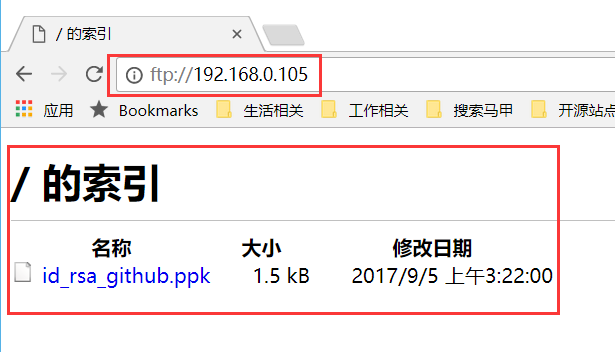 / 的索引
ftp://192.168.0.105
应用 Bookmarks 生活相关 工作相关 搜索马甲 开源站点
/ 的索引
名称 大小 修改日期
id_rsa_github.ppk 1.5 kB 2017/9/5 上午3:22:00